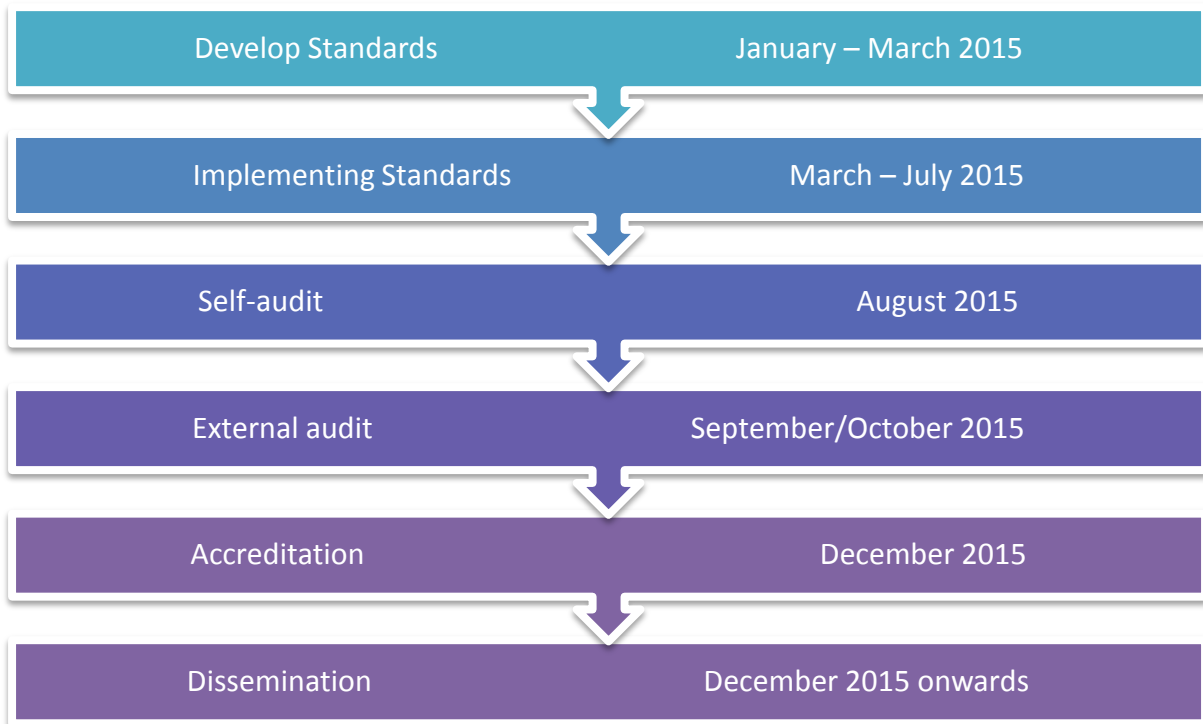 Develop Standards January – March 2015
Implementing Standards March – July 2015
Self-audit August 2015
External audit September/October 2015
Accreditation December 2015
Dissemination December 2015 onwards